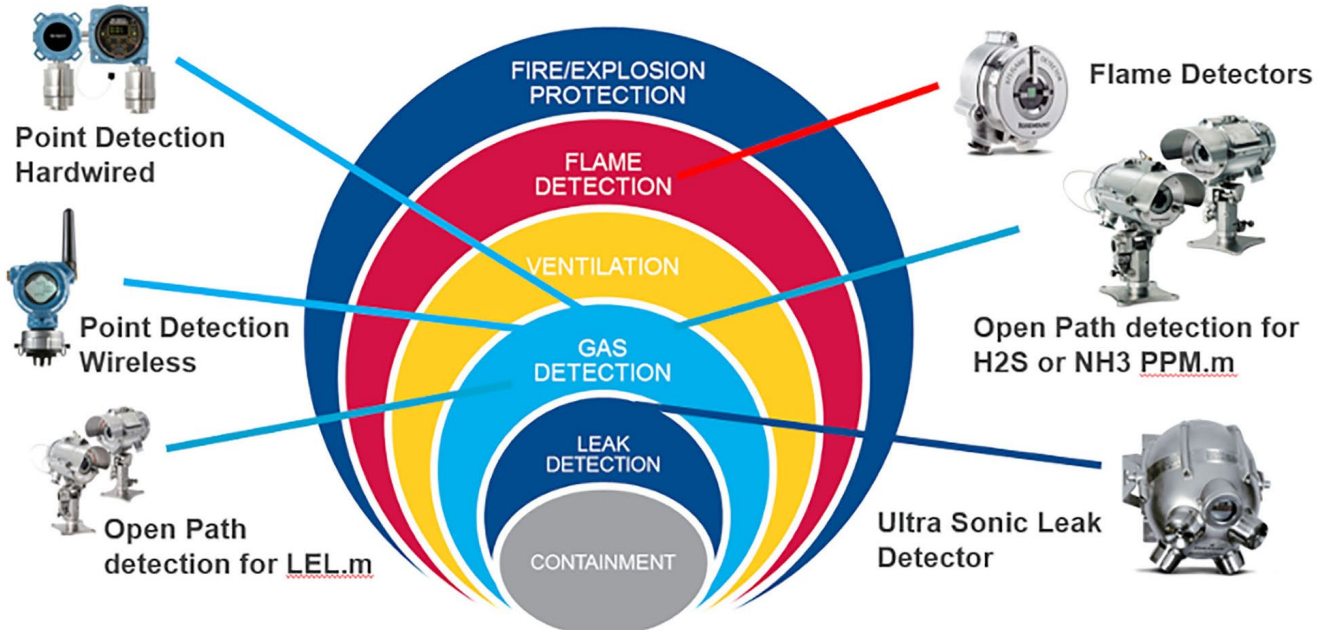 FIRE/EXPLOSION
PROTECTION
FLAME
DETECTION
VENTILATION
GAS
DETECTION
LEAK
DETECTION
CONTAINMENT
Point Detection
Hardwired
Point Detection
Wireless
Open Path
detection for LEL.m
Flame Detectors
Open Path detection for
H2S or NH3 PPM.m
Ultra Sonic Leak
Detector
ROSEMOUNT